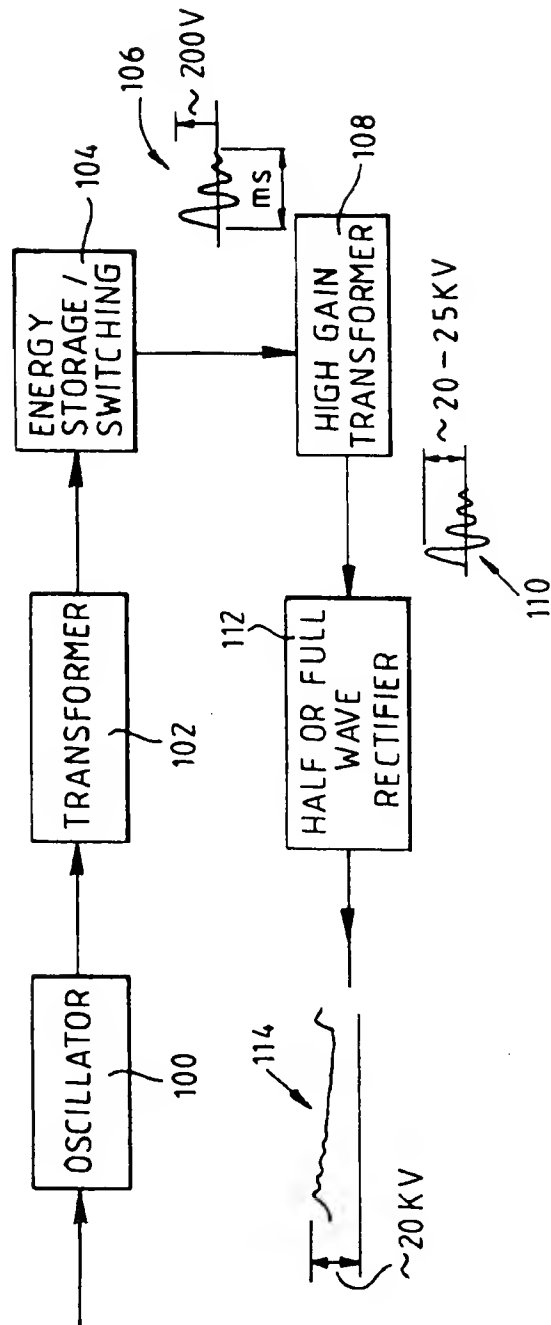 OSCILLATOR
100
TRANSFORMER
102
ENERGY
STORAGE /
SWITCHING
104
106
~ 200V
ms
HIGH GAIN
TRANSFORMER
108
~ 20 - 25KV
110
112
HALF OR FULL
WAVE
RECTIFIER
114
~20KV